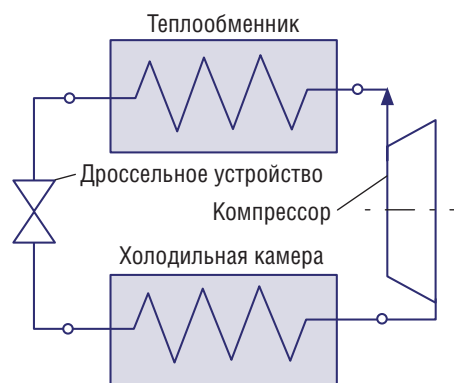 Теплообменник
Дроссельное устройство
Компрессор
Холодильная камера